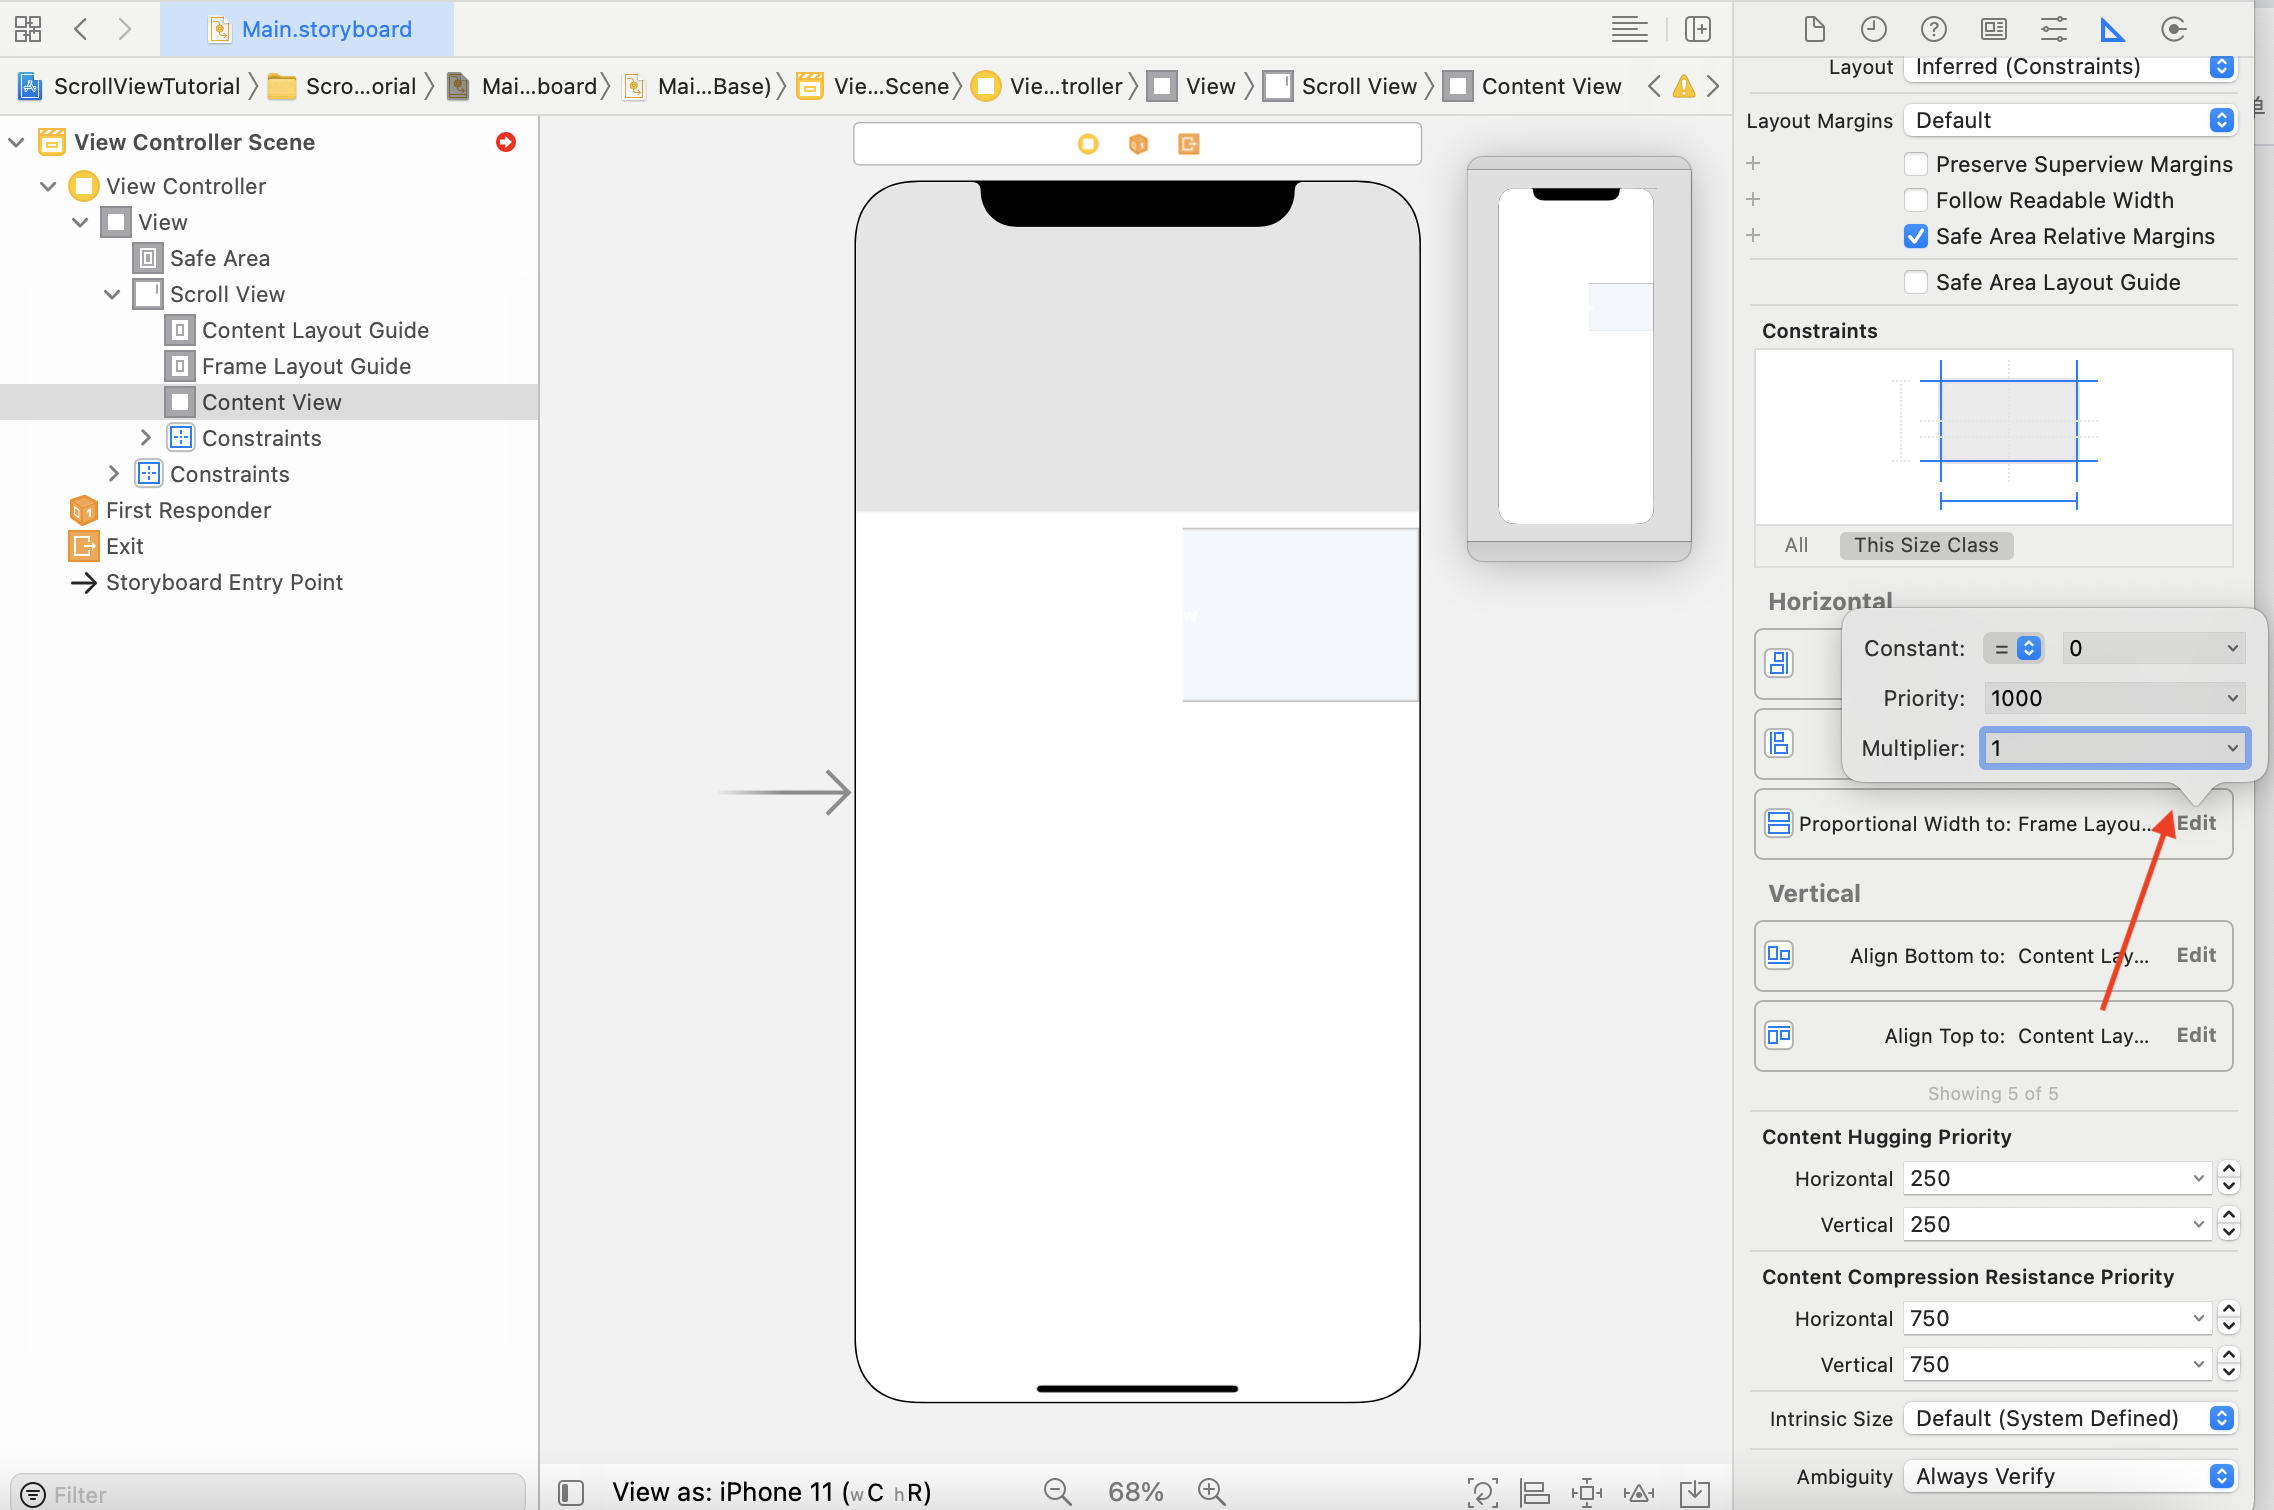 Main.storyboard
ScrollViewTutorial
Scro...orial
Mai...board
Mai...Base)
Vie...Scene
Vie...troller
View
Scroll View
Content View
View Controller Scene
View Controller
View
Safe Area
Scroll View
Content Layout Guide
Frame Layout Guide
Content View
Constraints
Constraints
First Responder
Exit
Storyboard Entry Point
Filter
w
View as: iPhone 11 (wC hR)
68%
Layout Inferred (Constraints)
Layout Margins Default
Preserve Superview Margins
Follow Readable Width
Safe Area Relative Margins
Safe Area Layout Guide
Constraints
All This Size Class
Horizontal
Constant: = 0
Priority: 1000
Multiplier: 1
Proportional Width to: Frame Layou... Edit
Vertical
Align Bottom to: Content Lay... Edit
Align Top to: Content Lay... Edit
Showing 5 of 5
Content Hugging Priority
Horizontal 250
Vertical 250
Content Compression Resistance Priority
Horizontal 750
Vertical 750
Intrinsic Size Default (System Defined)
Ambiguity Always Verify